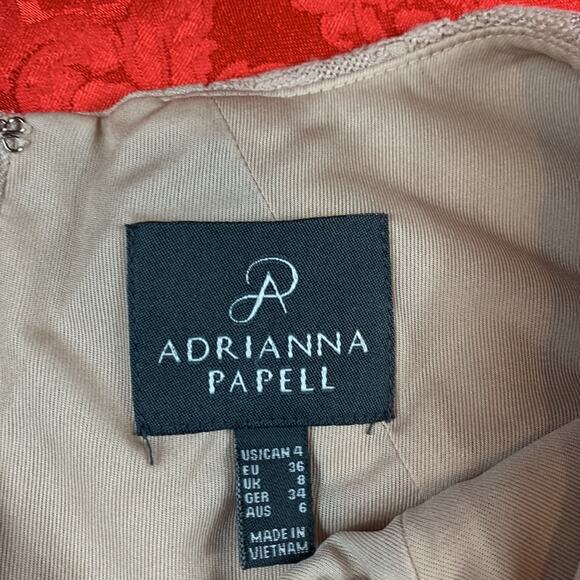 AP
ADRIANNA
PAPELL
US/CAN 4
EU 36
UK 8
GER 34
AUS 6
MADE IN
VIETNAM